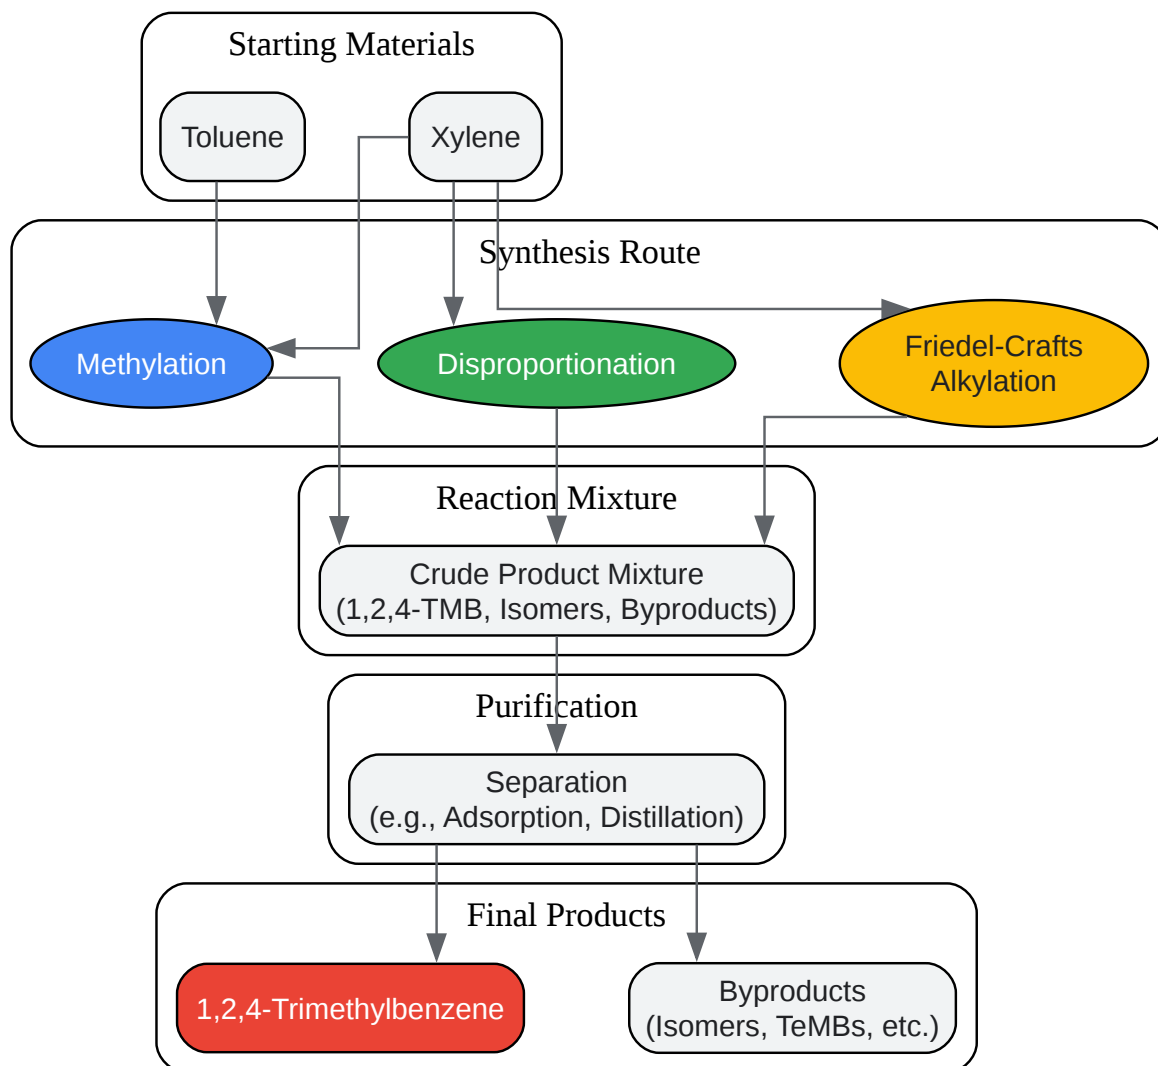 Starting Materials
Toluene
Xylene
Synthesis Route
Methylation
Disproportionation
Friedel-Crafts
Alkylation
Reaction Mixture
Crude Product Mixture
(1,2,4-TMB, Isomers, Byproducts)
Purification
Separation
(e.g., Adsorption, Distillation)
Final Products
1,2,4-Trimethylbenzene
Byproducts
(Isomers, TeMBs, etc.)